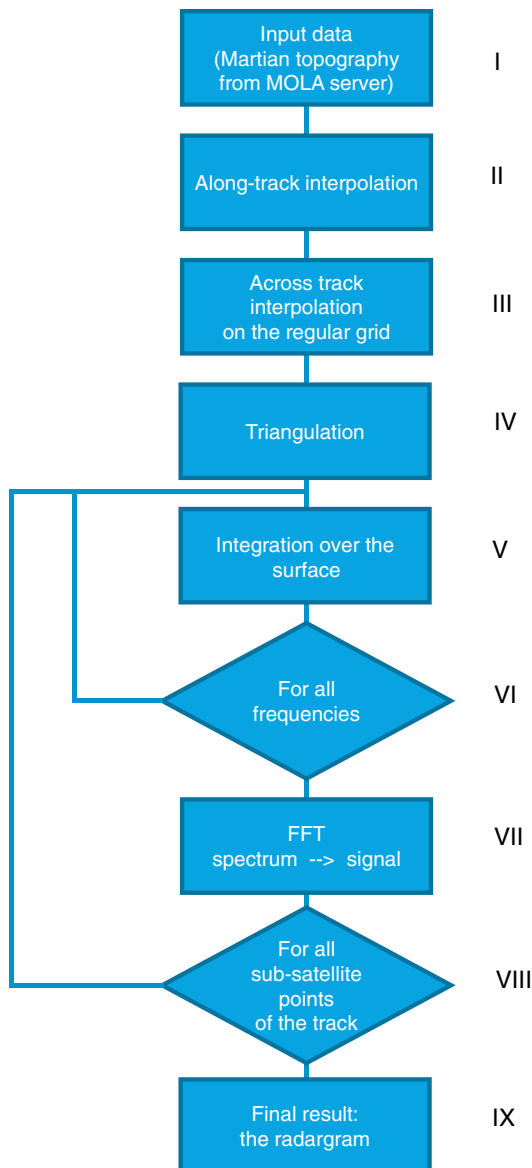 Input data
(Martian topography
from MOLA server)
I
Along-track interpolation
II
Across track
interpolation
on the regular grid
III
Triangulation
IV
Integration over the
surface
V
For all
frequencies
VI
FFT
spectrum --> signal
VII
For all
sub-satellite
points
of the track
VIII
Final result:
the radargram
IX